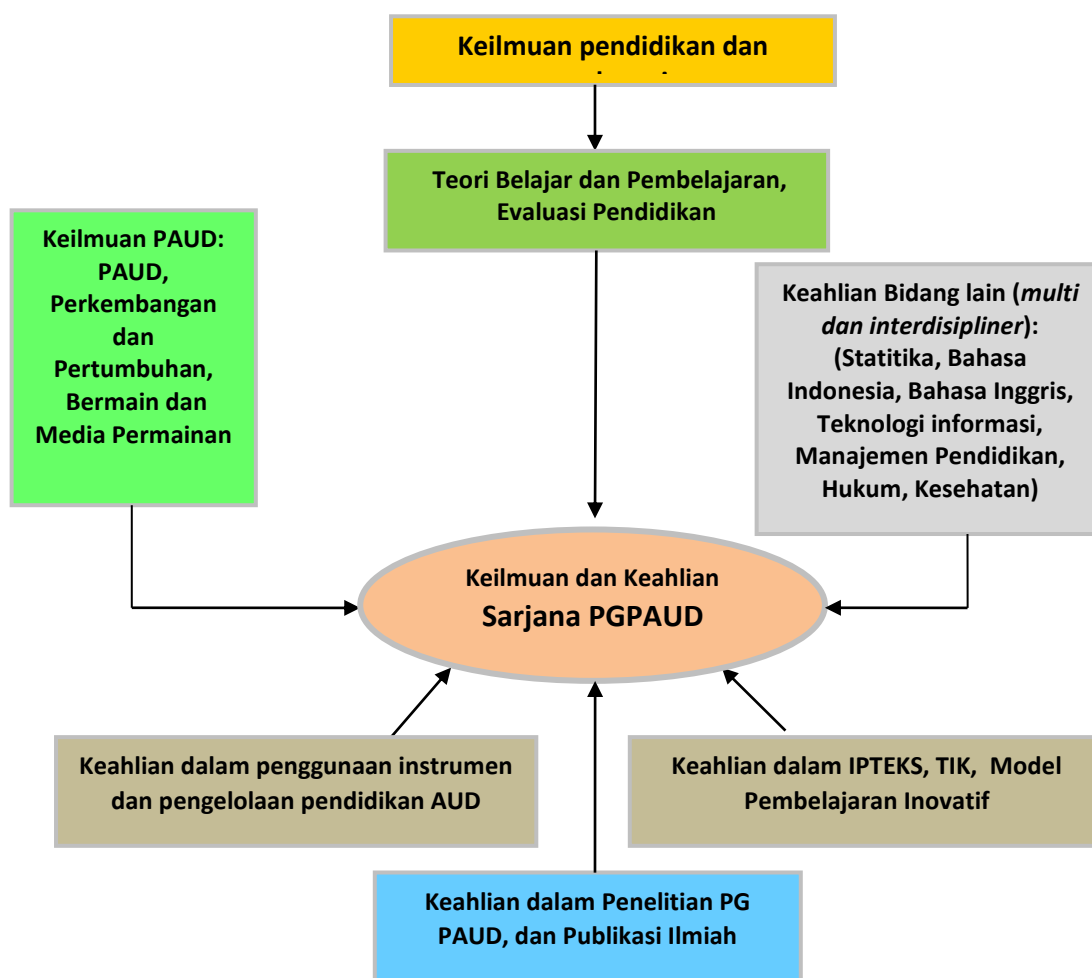 Keilmuan pendidikan dan
Teori Belajar dan Pembelajaran,
Evaluasi Pendidikan
Keilmuan PAUD:
PAUD,
Perkembangan
dan
Pertumbuhan,
Bermain dan
Media Permainan
Keahlian Bidang lain (multi
dan interdisipliner):
(Statitika, Bahasa
Indonesia, Bahasa Inggris,
Teknologi informasi,
Manajemen Pendidikan,
Hukum, Kesehatan)
Keilmuan dan Keahlian
Sarjana PGPAUD
Keahlian dalam penggunaan instrumen
dan pengelolaan pendidikan AUD
Keahlian dalam IPTEKS, TIK, Model
Pembelajaran Inovatif
Keahlian dalam Penelitian PG
PAUD, dan Publikasi Ilmiah